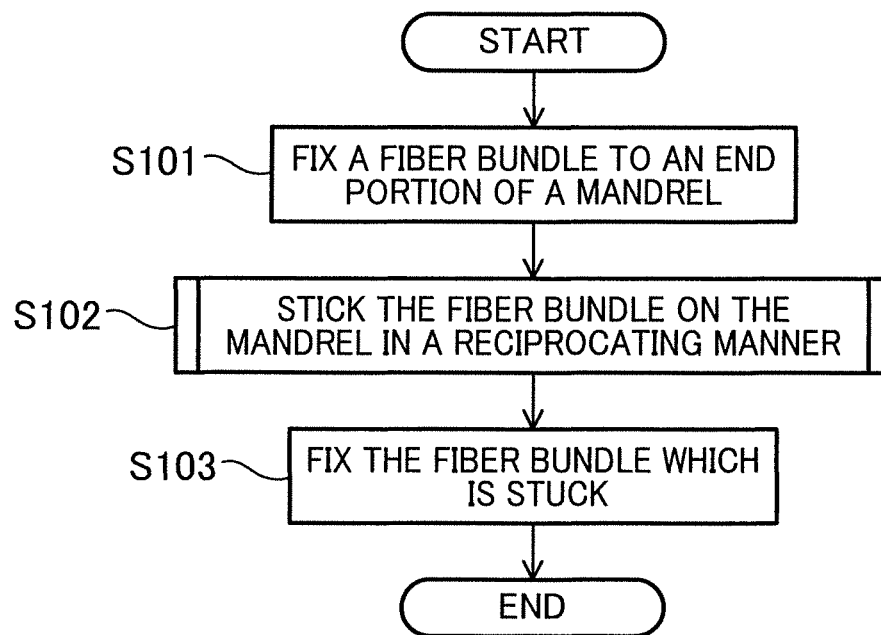 START
S101
FIX A FIBER BUNDLE TO AN END
PORTION OF A MANDREL
S102
STICK THE FIBER BUNDLE ON THE
MANDREL IN A RECIPROCATING MANNER
S103
FIX THE FIBER BUNDLE WHICH
IS STUCK
END